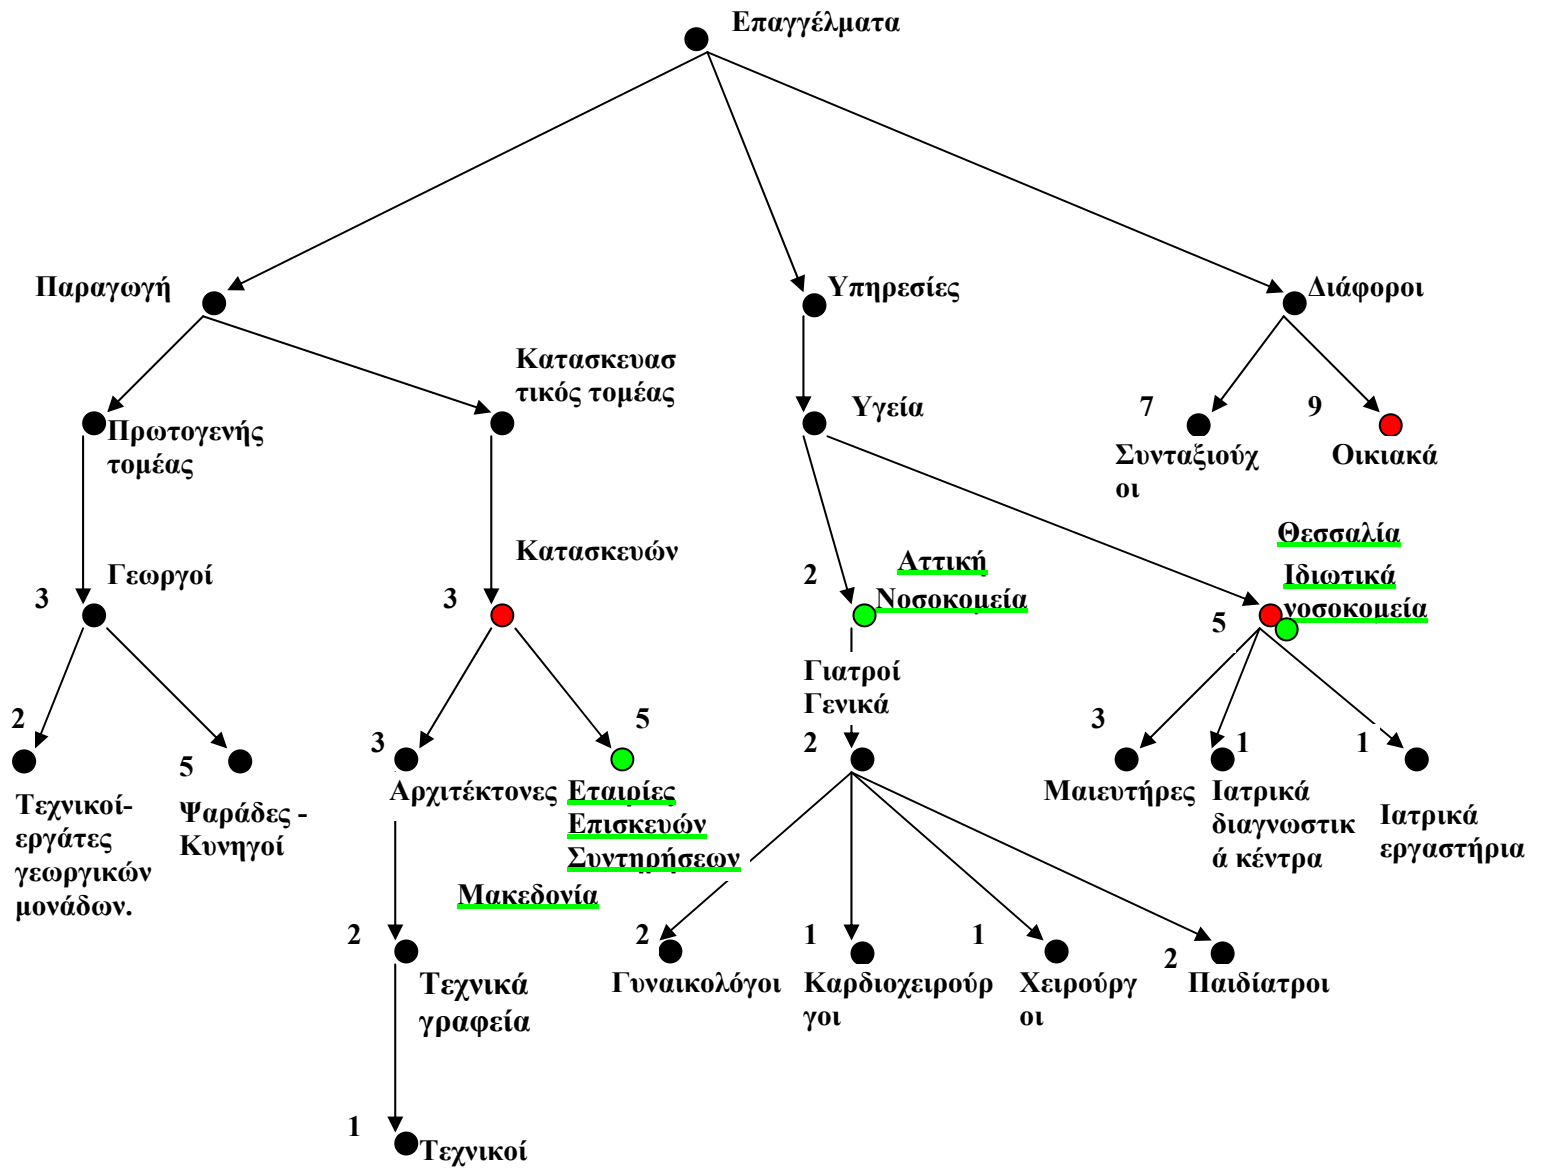 Επαγγέλματα
Παραγωγή
Υπηρεσίες
Διάφοροι
Κατασκευασ
τικός τομέας
Πρωτογενής
τομέας
Υγεία
7
Συνταξιούχ
οι
9
Οικιακά
Γεωργοί
3
Κατασκευών
3
2
Αττική
Νοσοκομεία
Θεσσαλία
Ιδιωτικά
νοσοκομεία
5
Γιατροί
Γενικά
2
2
Τεχνικοί-
εργάτες
γεωργικών
μονάδων.
5
Ψαράδες -
Κυνηγοί
3
Αρχιτέκτονες
5
Εταιρίες
Επισκευών
Συντηρήσεων
Μακεδονία
3
Μαιευτήρες
1
Ιατρικά
διαγνωστικ
ά κέντρα
1
Ιατρικά
εργαστήρια
2
Τεχνικά
γραφεία
2
Γυναικολόγοι
1
Καρδιοχειρούρ
γοι
1
Χειρούργ
οι
2
Παιδίατροι
1
Τεχνικοί